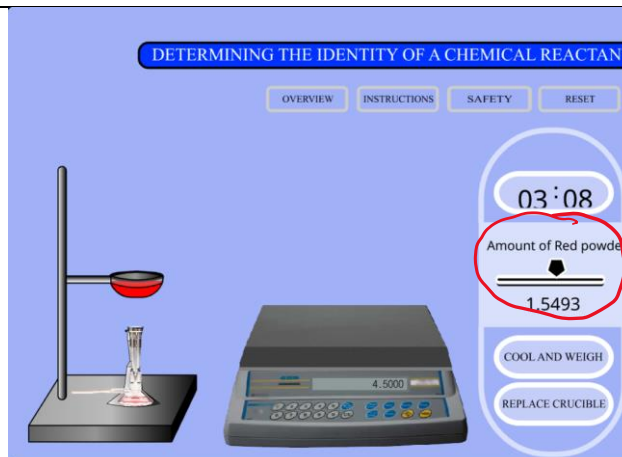 DETERMINING THE IDENTITY OF A CHEMICAL REACTAN
OVERVIEW INSTRUCTIONS SAFETY RESET
03:08
Amount of Red powde
1.5493
4.5000
COOL AND WEIGH
REPLACE CRUCIBLE